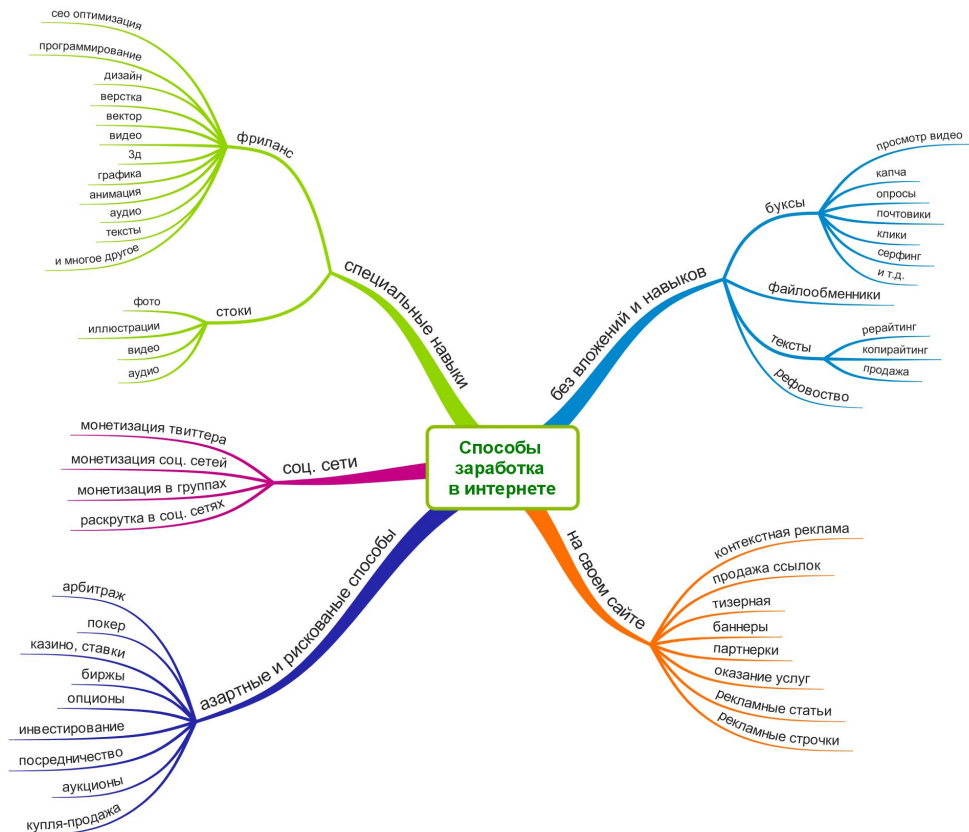 Способы
заработка
в интернете
специальные навыки
фриланс
сео оптимизация
программирование
дизайн
верстка
вектор
видео
3д
графика
анимация
аудио
тексты
и многое другое
стоки
фото
иллюстрации
видео
аудио
без вложений и навыков
буксы
просмотр видео
капча
опросы
почтовики
клики
серфинг
и т.д.
файлообменники
тексты
рерайтинг
копирайтинг
продажа
рефовоство
соц. сети
монетизация твиттера
монетизация соц. сетей
монетизация в группах
раскрутка в соц. сетях
азартные и рискованые способы
арбитраж
покер
казино, ставки
биржы
опционы
инвестирование
посредничество
аукционы
купля-продажа
на своем сайте
контекстная реклама
продажа ссылок
тизерная
баннеры
партнерки
оказание услуг
рекламные статьи
рекламные строчки